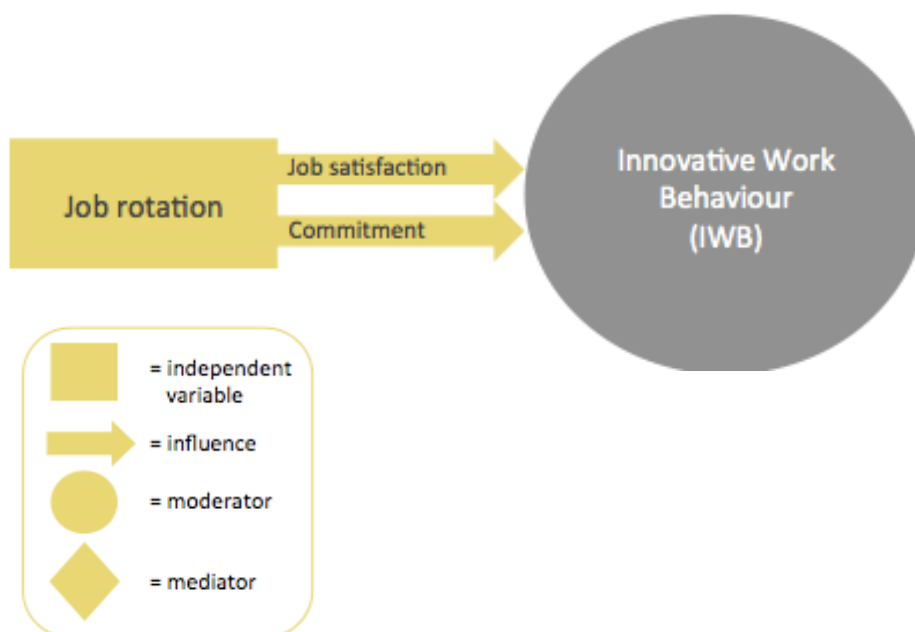 Innovative Work
Behaviour
(IWB)
Job rotation
Job satisfaction
Commitment
= independent
variable
= influence
= moderator
= mediator